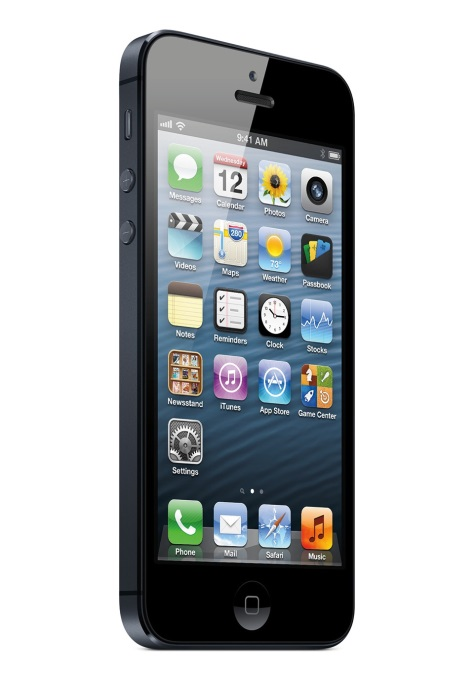 9:41 AM
Wednesday
12
280
73°
Messages Calendar Photos Camera
Videos Maps Weather Passbook
Notes Reminders Clock Stocks
Newsstand iTunes App Store Game Center
Settings
Phone Mail Safari Music